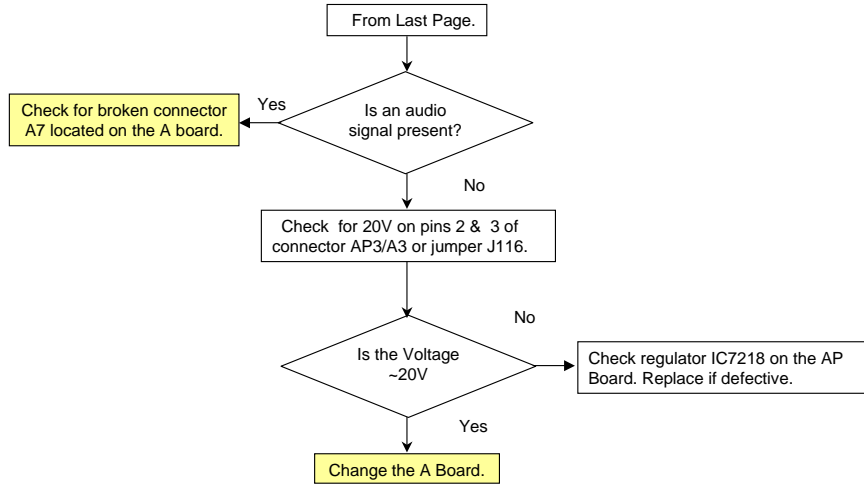 From Last Page.
Is an audio
signal present?
Yes
Check for broken connector
A7 located on the A board.
No
Check for 20V on pins 2 & 3 of
connector AP3/A3 or jumper J116.
Is the Voltage
~20V
No
Check regulator IC7218 on the AP
Board. Replace if defective.
Yes
Change the A Board.